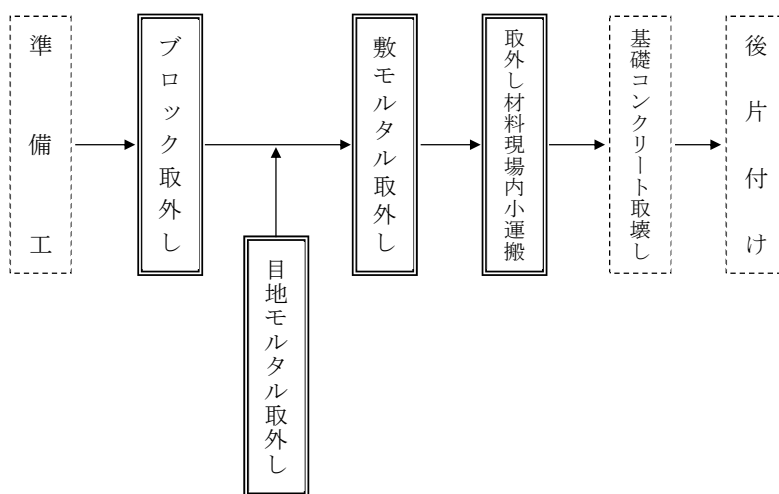 準備工
ブロック取外し
目地モルタル取外し
敷モルタル取外し
取外し材料現場内小運搬
基礎コンクリート取壊し
後片付け